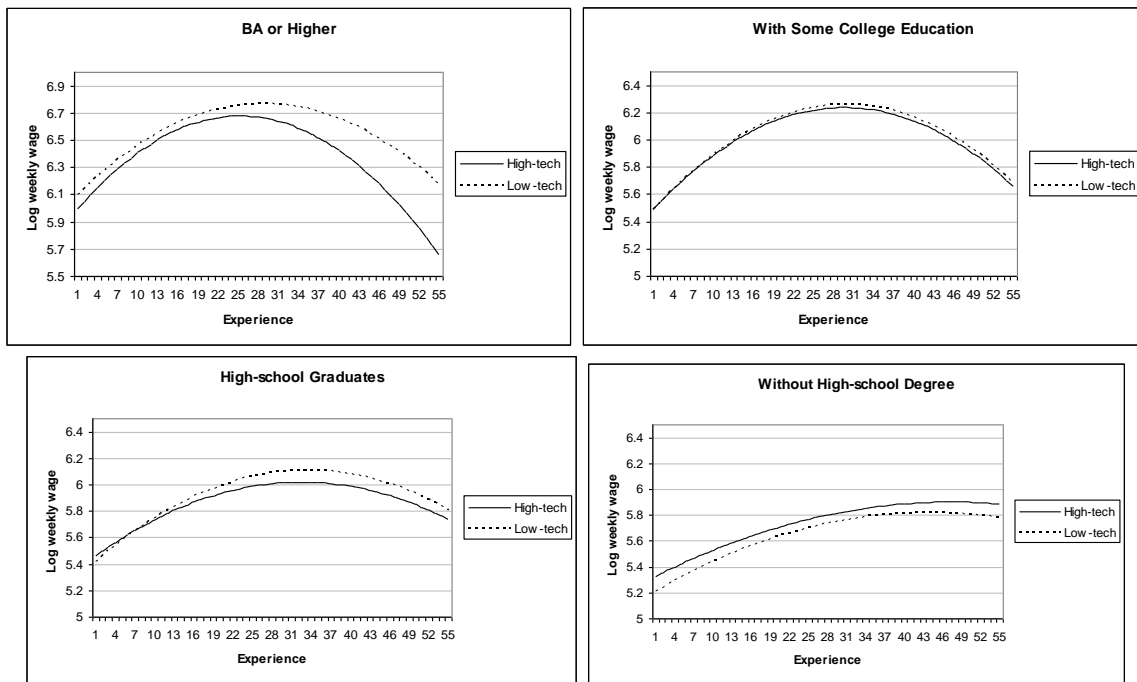 BA or Higher
Log weekly wage
6.9
6.7
6.5
6.3
6.1
5.9
5.7
5.5
1 4 7 10 13 16 19 22 25 28 31 34 37 40 43 46 49 52 55
Experience
High-tech
Low-tech
With Some College Education
Log weekly wage
6.4
6.2
6
5.8
5.6
5.4
5.2
5
1 4 7 10 13 16 19 22 25 28 31 34 37 40 43 46 49 52 55
Experience
High-tech
Low-tech
High-school Graduates
Log weekly wage
6.4
6.2
6
5.8
5.6
5.4
5.2
5
1 4 7 10 13 16 19 22 25 28 31 34 37 40 43 46 49 52 55
Experience
High-tech
Low-tech
Without High-school Degree
Log weekly wage
6.4
6.2
6
5.8
5.6
5.4
5.2
5
1 4 7 10 13 16 19 22 25 28 31 34 37 40 43 46 49 52 55
Experience
High-tech
Low-tech